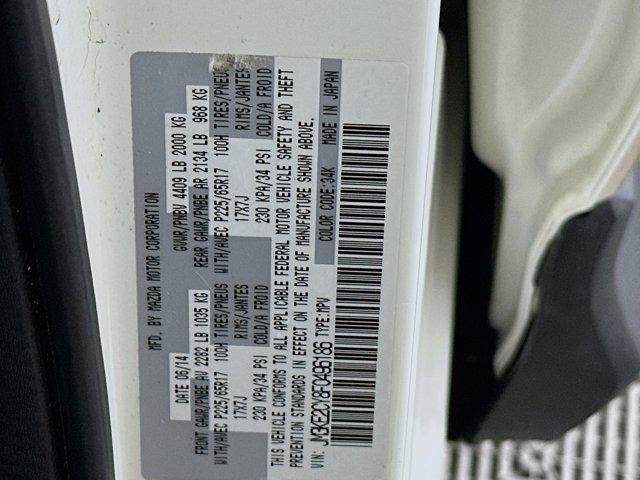 MFD. BY MAZDA MOTOR CORPORATION
DATE 06/14 GVWR/PNBV 4409 LB 2000 KG
FRONT GAWR/PNBE AV 2282 LB 1035 KG REAR GAWR/PNBE AR 2134 LB 968 KG
WITH/AVEC P225/65R17 100H TIRES/PNEUS WITH/AVEC P225/65R17 100H TIRES/PNEUS
17X7J RIMS/JANTES 17X7J RIMS/JANTES
230 KPA/34 PSI COLD/A FROID 230 KPA/34 PSI COLD/A FROID
THIS VEHICLE CONFORMS TO ALL APPLICABLE FEDERAL MOTOR VEHICLE SAFETY AND THEFT
PREVENTION STANDARDS IN EFFECT ON THE DATE OF MANUFACTURE SHOWN ABOVE.
VIN: JM3KE2CY8F0495186 TYPE:MPV COLOR CODE:34K MADE IN JAPAN